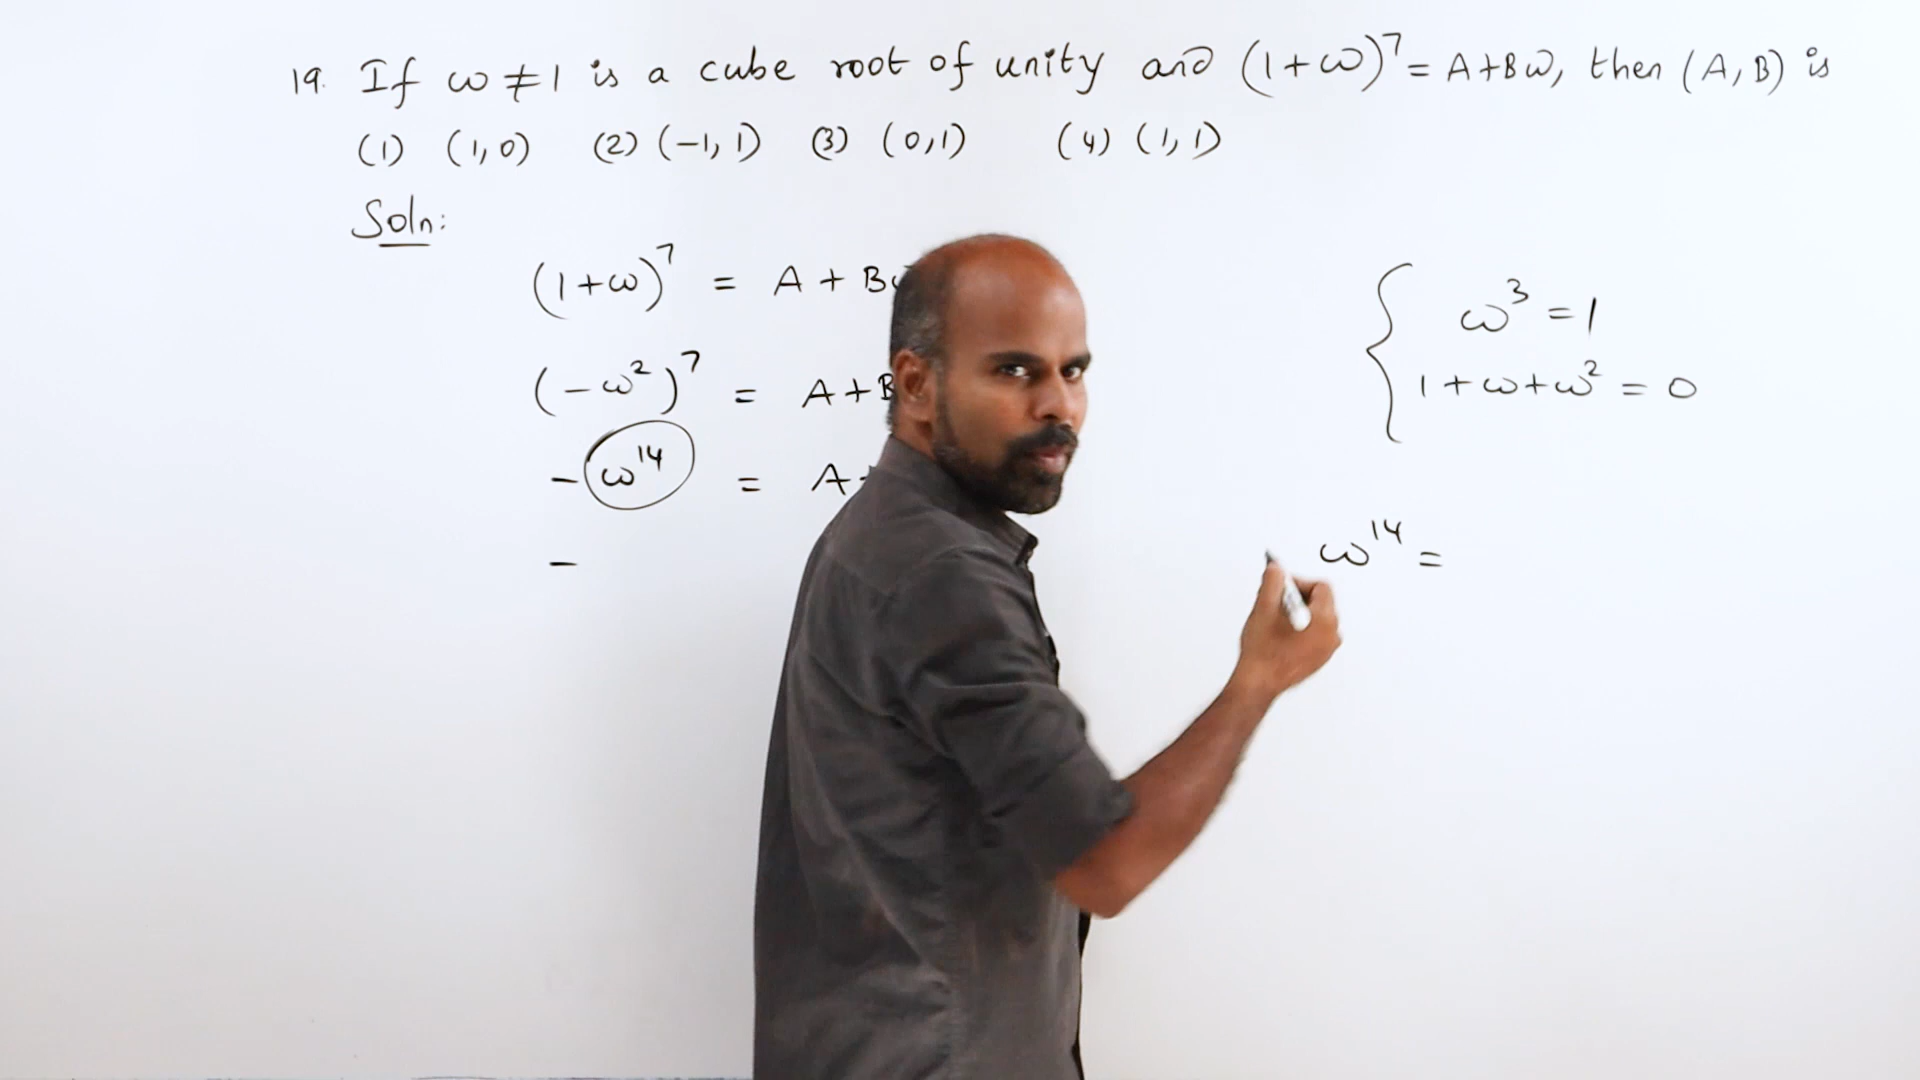 19. If ω ≠ 1 is a cube root of unity and (1+ω)⁷ = A+Bω, then (A, B) is
(1) (1, 0) (2) (-1, 1) (3) (0, 1) (4) (1, 1)
Soln:
(1+ω)⁷ = A + B
(-ω²)⁷ = A+B
-ω¹⁴ = A
-
ω³ = 1
1+ω+ω² = 0
ω¹⁴ =